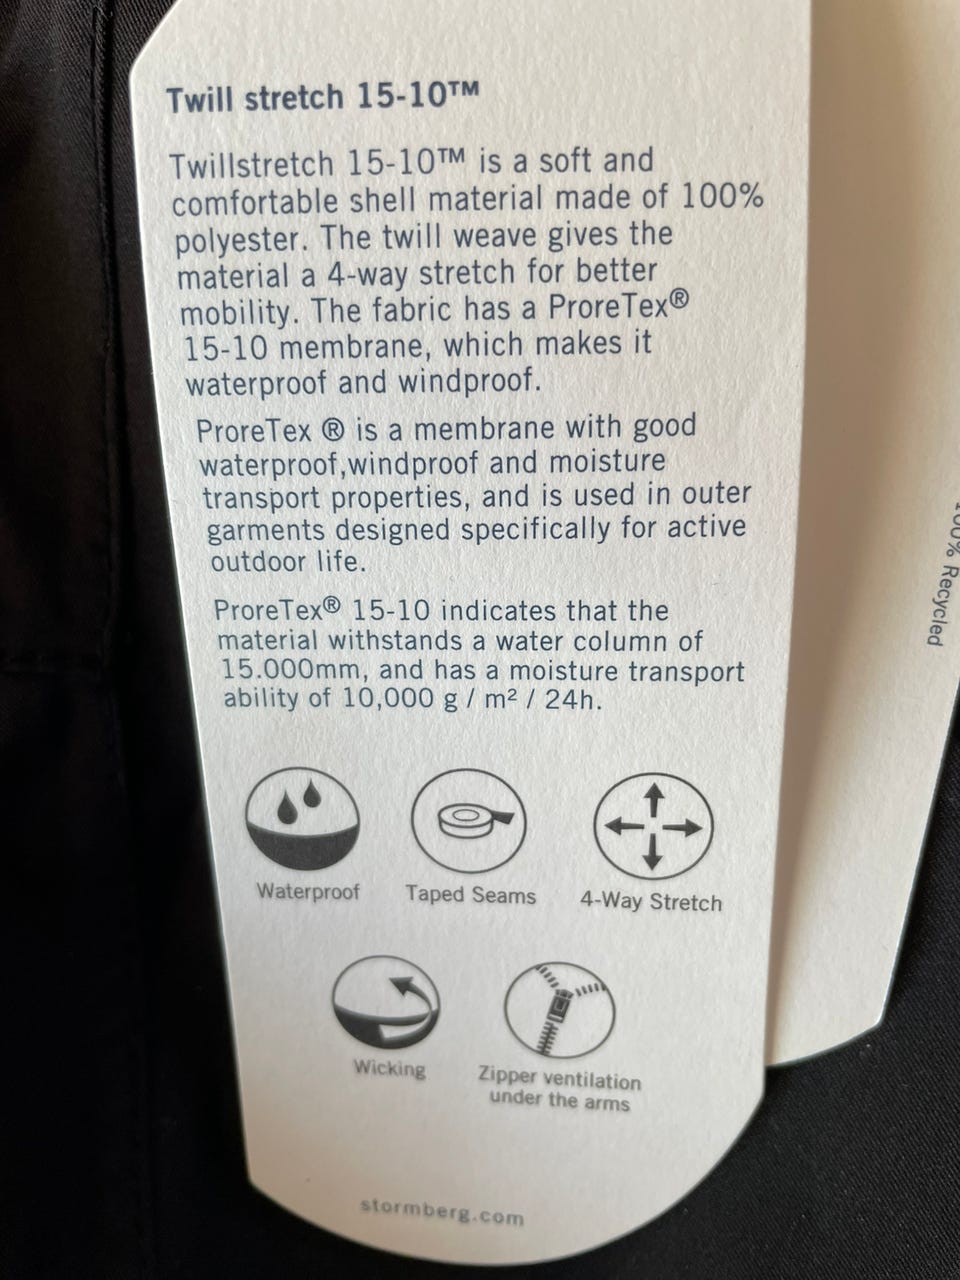 Twill stretch 15-10™
Twillstretch 15-10™ is a soft and
comfortable shell material made of 100%
polyester. The twill weave gives the
material a 4-way stretch for better
mobility. The fabric has a ProreTex®
15-10 membrane, which makes it
waterproof and windproof.
ProreTex ® is a membrane with good
waterproof,windproof and moisture
transport properties, and is used in outer
garments designed specifically for active
outdoor life.
ProreTex® 15-10 indicates that the
material withstands a water column of
15.000mm, and has a moisture transport
ability of 10,000 g / m² / 24h.
Waterproof
Taped Seams
4-Way Stretch
Wicking
Zipper ventilation
under the arms
stormberg.com
100% Recycled